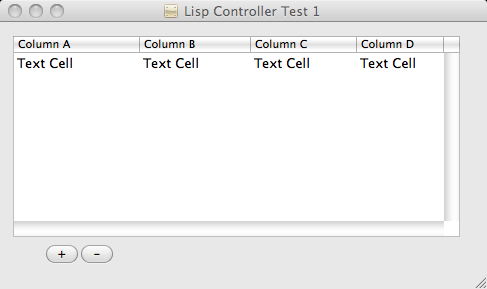 Lisp Controller Test 1
Column A Column B Column C Column D
Text Cell Text Cell Text Cell Text Cell
+ -